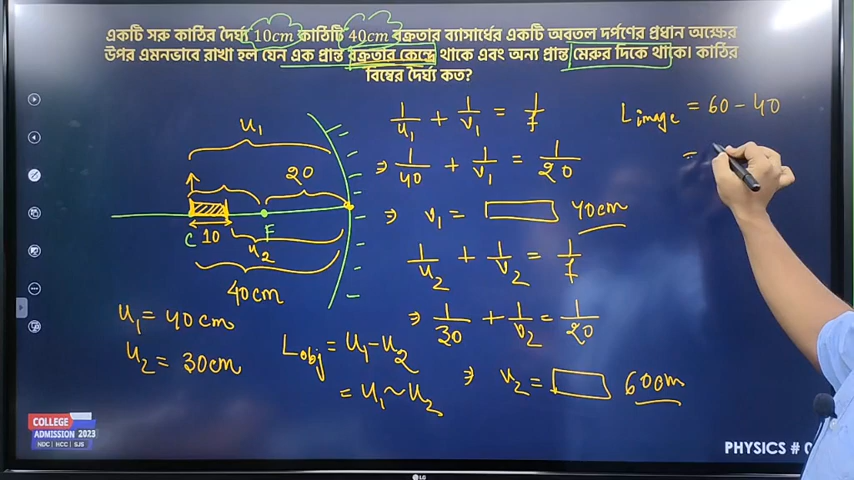 একটি সরু কাঠির দৈর্ঘ্য 10cm কাঠিটি 40cm বক্রতার ব্যাসার্ধের একটি অবতল দর্পণের প্রধান অক্ষের
উপর এমনভাবে রাখা হল যেন এক প্রান্ত বক্রতার কেন্দ্রে থাকে এবং অন্য প্রান্ত মেরুর দিকে থাকে। কাঠির
বিম্বের দৈর্ঘ্য কত?
u₁
20
C
10
F
u₂
40cm
u₁ = 40cm
u₂ = 30cm
L obj = u₁ - u₂
= u₁ ~ u₂
1/u₁ + 1/v₁ = 1/f
⇒ 1/40 + 1/v₁ = 1/20
⇒ v₁ = 40cm
1/u₂ + 1/v₂ = 1/f
⇒ 1/30 + 1/v₂ = 1/20
⇒ v₂ = 60cm
L image = 60 - 40
=
COLLEGE
ADMISSION 2023
NDC | HCC | SJS
PHYSICS # 0
LG